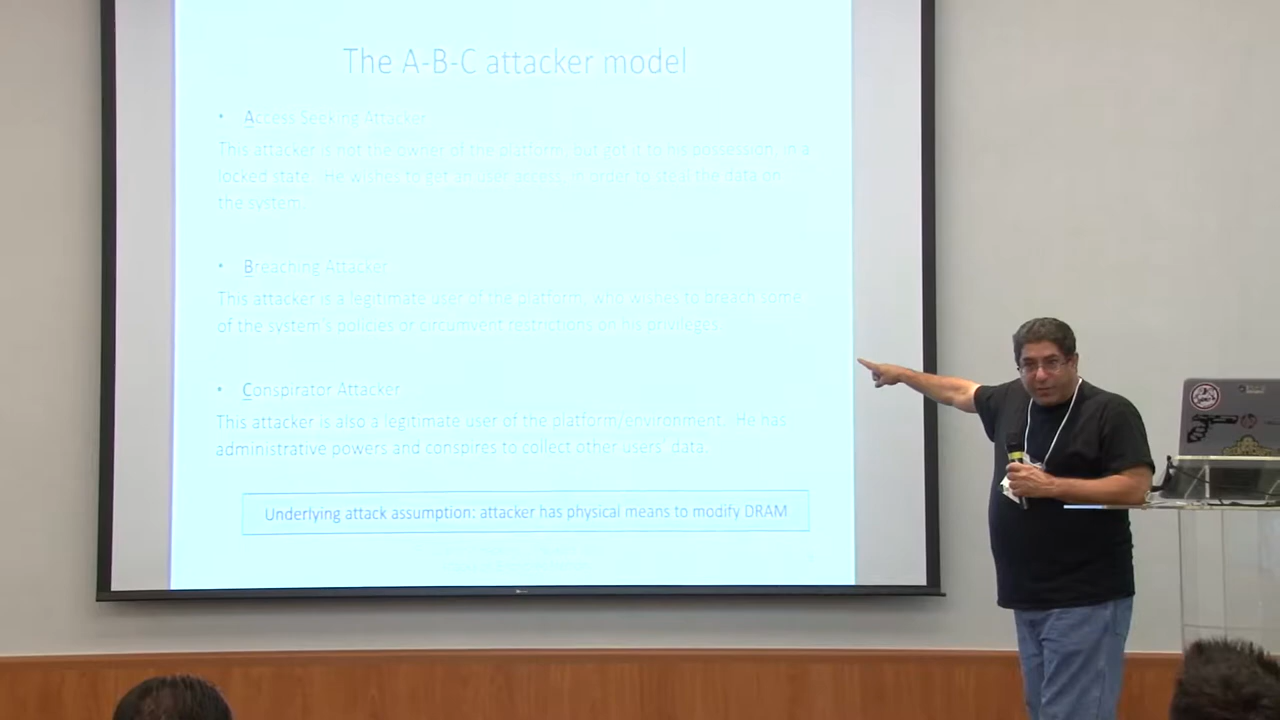 The A-B-C attacker model
• Access Seeking Attacker
This attacker is not the owner of the platform, but got it to his possession, in a
locked state. He wishes to get an user access, in order to steal the data on
the system.
• Breaching Attacker
This attacker is a legitimate user of the platform, who wishes to breach some
of the system's policies or circumvent restrictions on his privileges.
• Conspirator Attacker
This attacker is also a legitimate user of the platform/environment. He has
administrative powers and conspires to collect other users' data.
Underlying attack assumption: attacker has physical means to modify DRAM